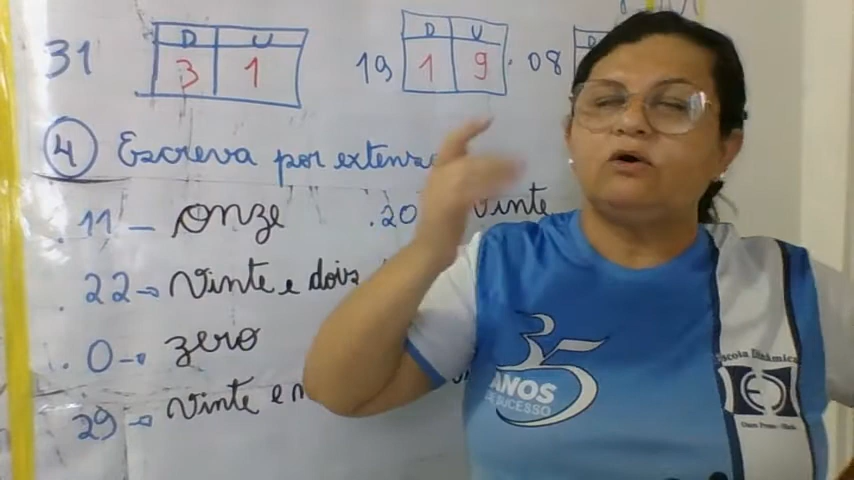 D U D U D
31 3 1 19 1 9 . 08
4 Escreva por extenso
. 11 - onze . 20 vinte
22 → vinte e dois
. 0 → zero
29 → vinte e n
35
ANOS
DE SUCESSO
Escola Dinâmica
ED